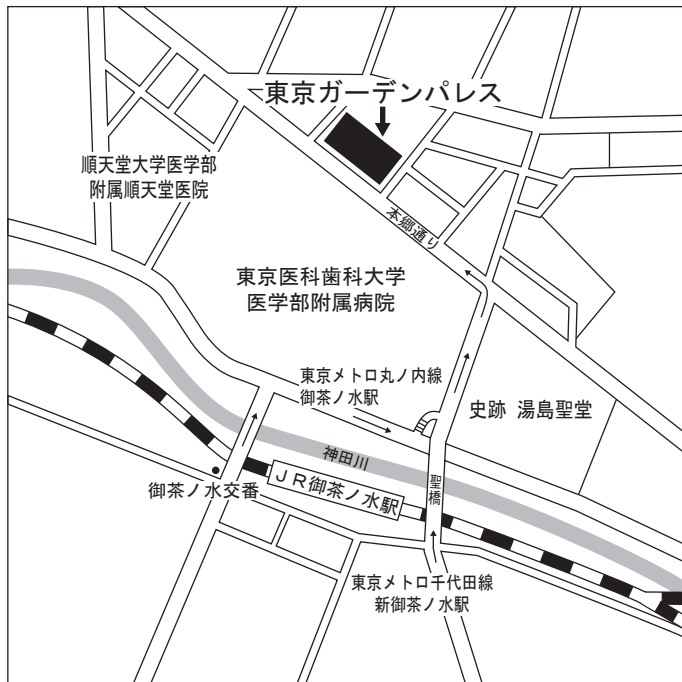 東京ガーデンパレス
順天堂大学医学部
附属順天堂医院
本郷通り
東京医科歯科大学
医学部附属病院
東京メトロ丸ノ内線
御茶ノ水駅
史跡 湯島聖堂
神田川
聖橋
JR御茶ノ水駅
御茶ノ水交番
東京メトロ千代田線
新御茶ノ水駅